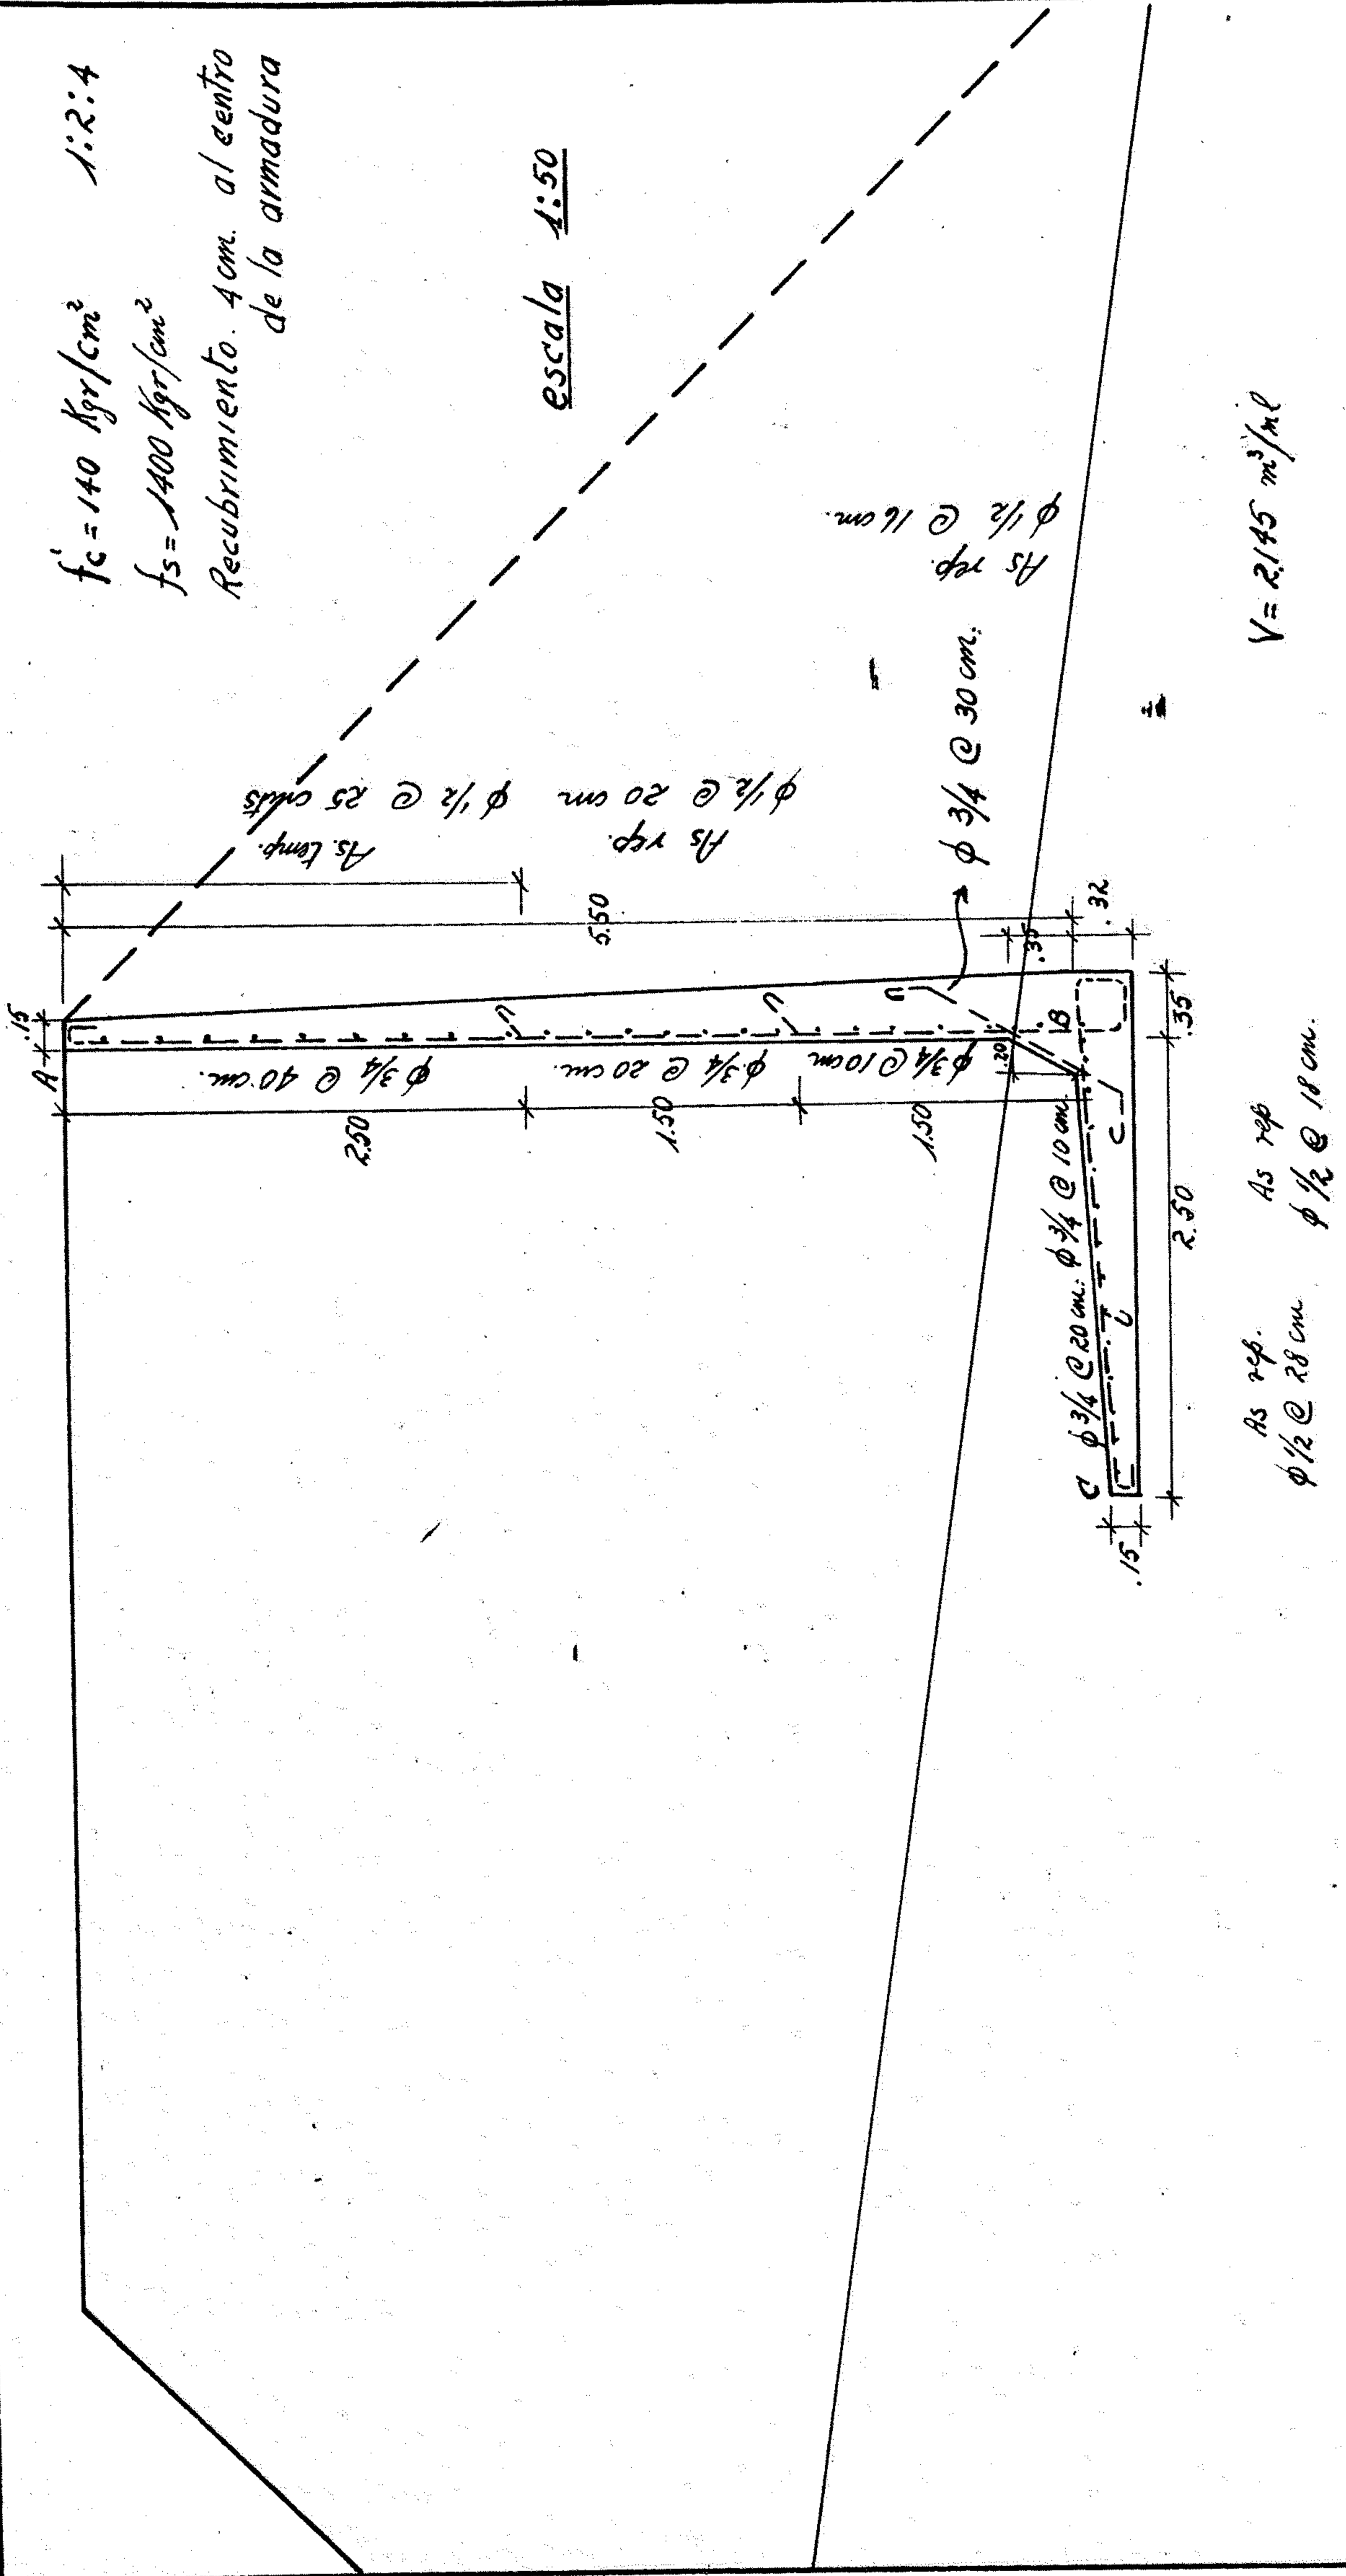 f'c = 140 Kgr/cm² 1:2:4
fs = 1400 Kgr/cm²
Recubrimiento. 4 cm. al centro
de la armadura
escala 1:50
A
.15
φ 3/4 @ 40 cm.
φ 3/4 @ 20 cm.
φ 3/4 @ 10 cm
2.50
1.50
1.50
5.50
As. temp.
φ 1/2 @ 25
As rep.
φ 1/2 @ 20 cm
As rep.
φ 1/2 @ 16 cm.
φ 3/4 @ 30 cm.
.35
.32
.20
B
.35
C
φ 3/4 @ 20 cm.
φ 3/4 @ 10 cm.
.15
2.50
As rep.
φ 1/2 @ 28 cm
As rep
φ 1/2 @ 18 cm.
V = 2.145 m³/ml